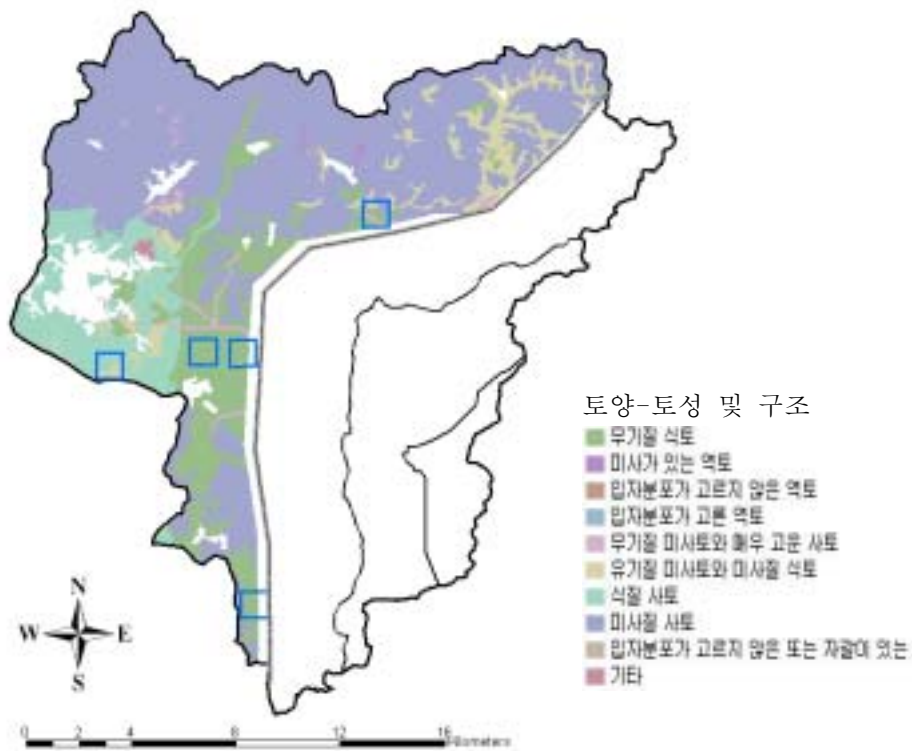 토양-토성 및 구조
무기질 식토
미사가 있는 역토
입자분포가 고르지 않은 역토
입자분포가 고른 역토
무기질 미사토와 매우 고운 사토
유기질 미사토와 미사질 식토
식질 사토
미사질 사토
입자분포가 고르지 않은 또는 자갈이 있는
기타
N
W E
S
0 4 8 12 16 Kilometers